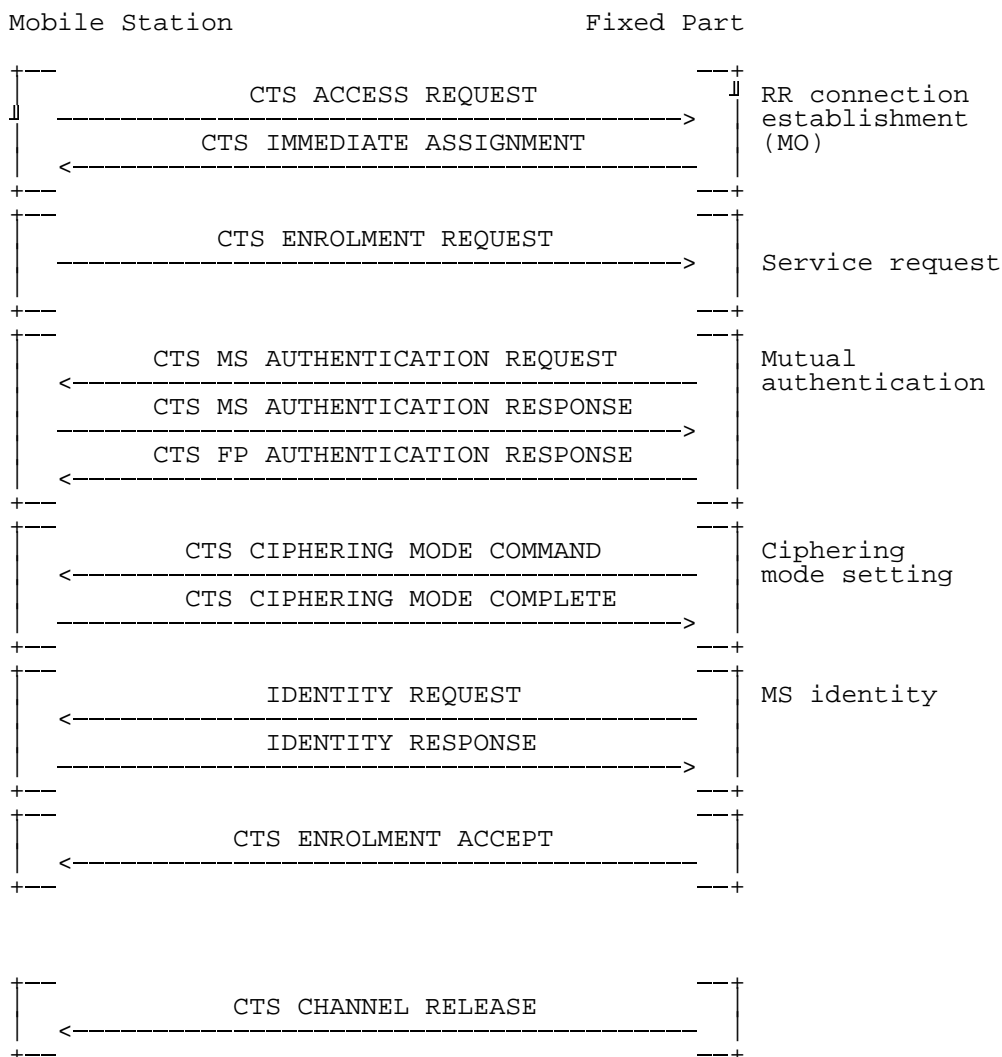 Mobile Station Fixed Part
CTS ACCESS REQUEST RR connection
establishment
CTS IMMEDIATE ASSIGNMENT (MO)
CTS ENROLMENT REQUEST
Service request
CTS MS AUTHENTICATION REQUEST Mutual
authentication
CTS MS AUTHENTICATION RESPONSE
CTS FP AUTHENTICATION RESPONSE
CTS CIPHERING MODE COMMAND Ciphering
mode setting
CTS CIPHERING MODE COMPLETE
IDENTITY REQUEST MS identity
IDENTITY RESPONSE
CTS ENROLMENT ACCEPT
CTS CHANNEL RELEASE